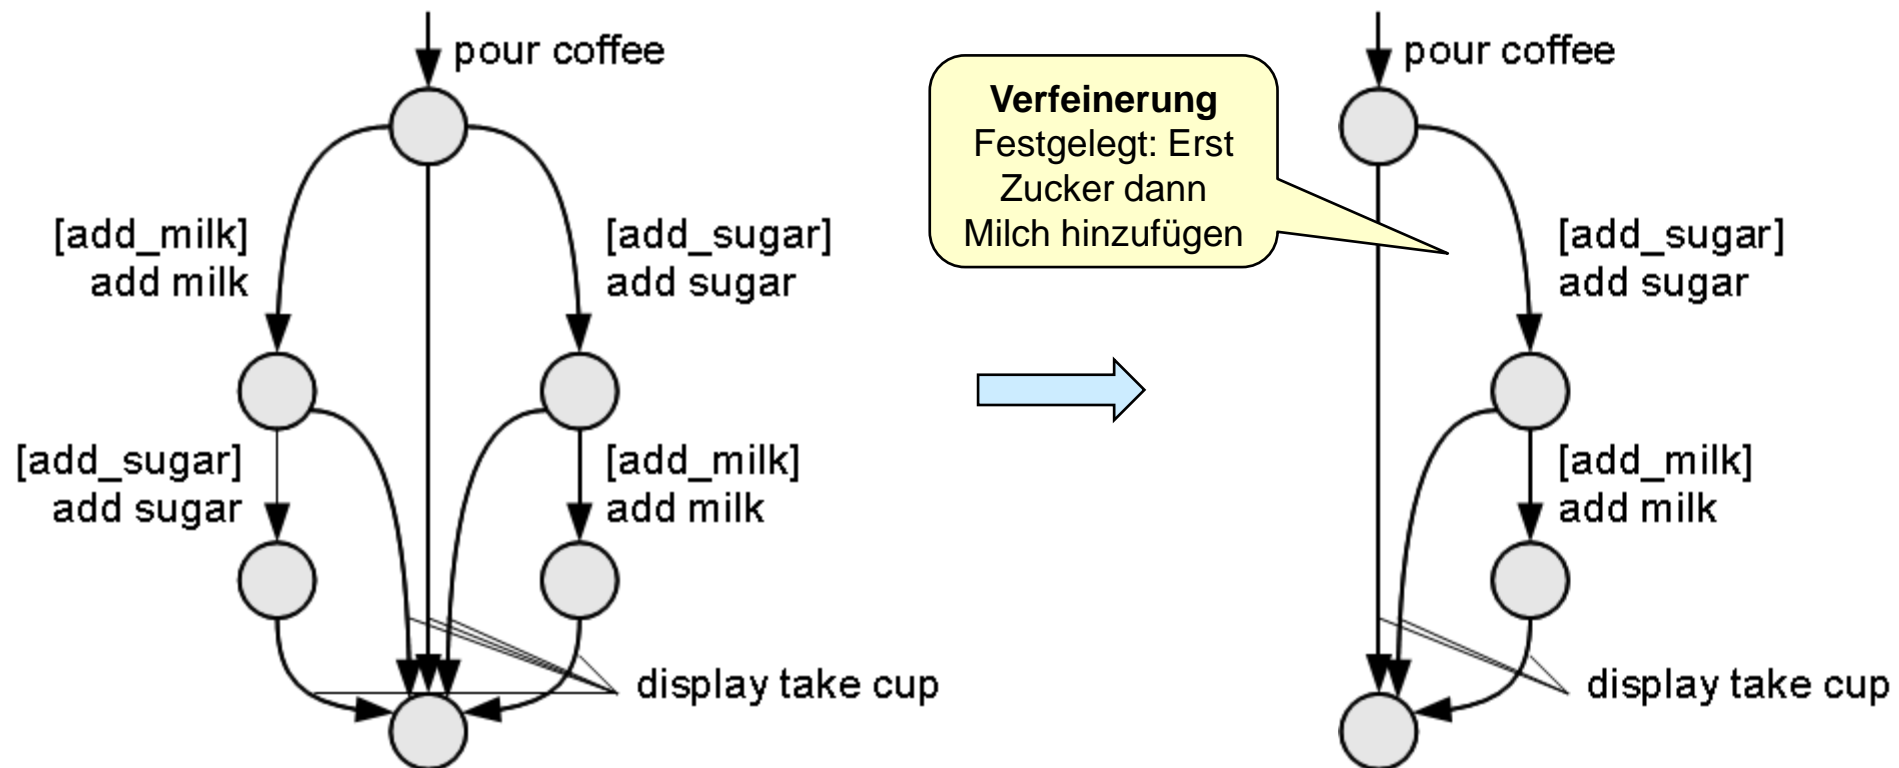 pour coffee
[add_milk]
add milk
[add_sugar]
add sugar
[add_sugar]
add sugar
[add_milk]
add milk
display take cup
Verfeinerung
Festgelegt: Erst
Zucker dann
Milch hinzufügen
pour coffee
[add_sugar]
add sugar
[add_milk]
add milk
display take cup